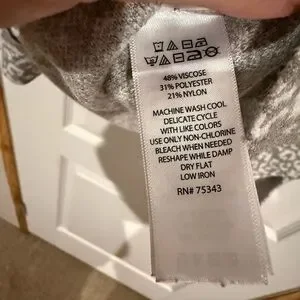 48% VISCOSE
31% POLYESTER
21% NYLON
MACHINE WASH COOL
DELICATE CYCLE
WITH LIKE COLORS
USE ONLY NON-CHLORINE
BLEACH WHEN NEEDED
RESHAPE WHILE DAMP
DRY FLAT
LOW IRON
RN# 75343